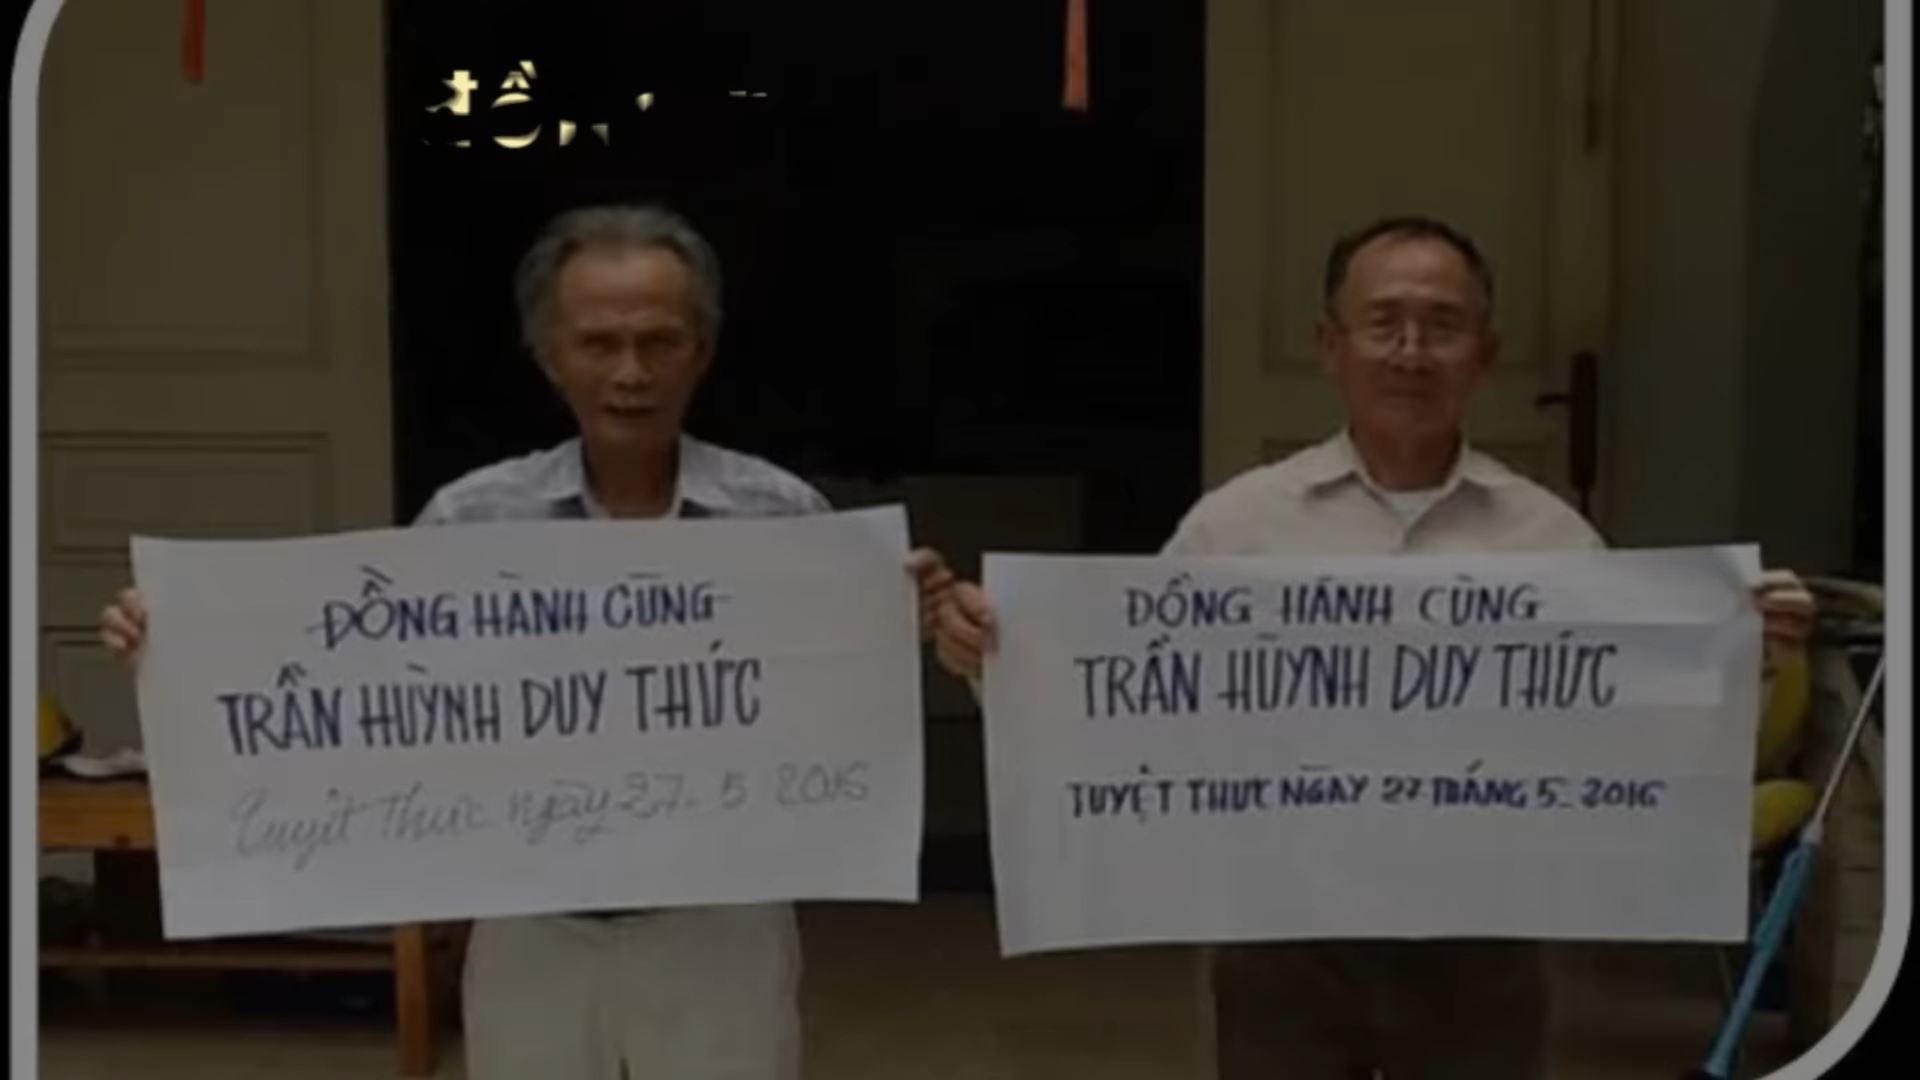 ĐỒNG HÀNH CÙNG
TRẦN HUỲNH DUY THỨC
Tuyệt Thực ngày 27-5 2016
ĐỒNG HÀNH CÙNG
TRẦN HUỲNH DUY THỨC
TUYỆT THỰC NGÀY 27 THÁNG 5-2016